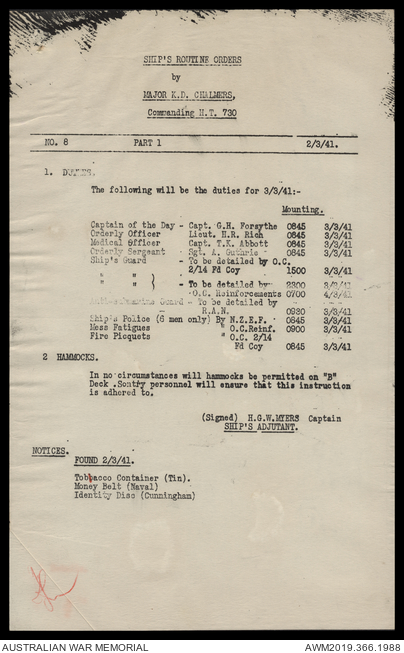 SHIP'S ROUTINE ORDERS
by
MAJOR K.D. CHALMERS,
Commanding H.T. 730
NO. 8 PART 1 2/3/41.
1. DUTIES.
The following will be the duties for 3/3/41:-
Mounting.
Captain of the Day - Capt. G.H. Forsythe 0845 3/3/41
Orderly Officer - Lieut. H.R. Rich 0845 3/3/41
Medical Officer - Capt. T.K. Abbott 0845 3/3/41
Orderly Sergeant - Sgt. A. Guthrie 0845 3/3/41
Ship's Guard - To be detailed by O.C.
2/14 Fd Coy 1500 3/3/41
" " ) - To be detailed by 2300 3/3/41
" " ) O.C. Reinforcements 0700 4/3/41
Guard - To be detailed by
R.A.N. 0930 3/3/41
Ship's Police (6 men only) By N.Z.E.F. 0845 3/3/41
Mess Fatigues " O.C.Reinf. 0900 3/3/41
Fire Picquets " O.C. 2/14
Fd Coy 0845 3/3/41
2 HAMMOCKS.
In no circumstances will hammocks be permitted on "B"
Deck .Sentry personnel will ensure that this instruction
is adhered to.
(Signed) H.G.W.MYERS Captain
SHIP'S ADJUTANT.
NOTICES.
FOUND 2/3/41.
Tobbacco Container (Tin).
Money Belt (Naval)
Identity Disc (Cunningham)
AUSTRALIAN WAR MEMORIAL AWM2019.366.1988